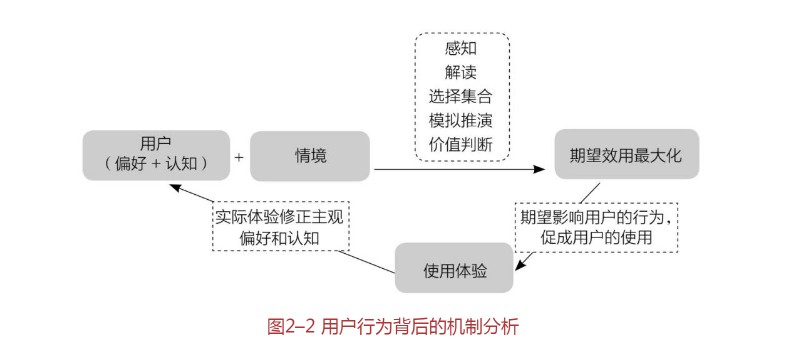 感知
解读
选择集合
模拟推演
价值判断
用户
（偏好+认知）
+
情境
期望效用最大化
实际体验修正主观
偏好和认知
期望影响用户的行为，
促成用户的使用
使用体验
图2–2 用户行为背后的机制分析